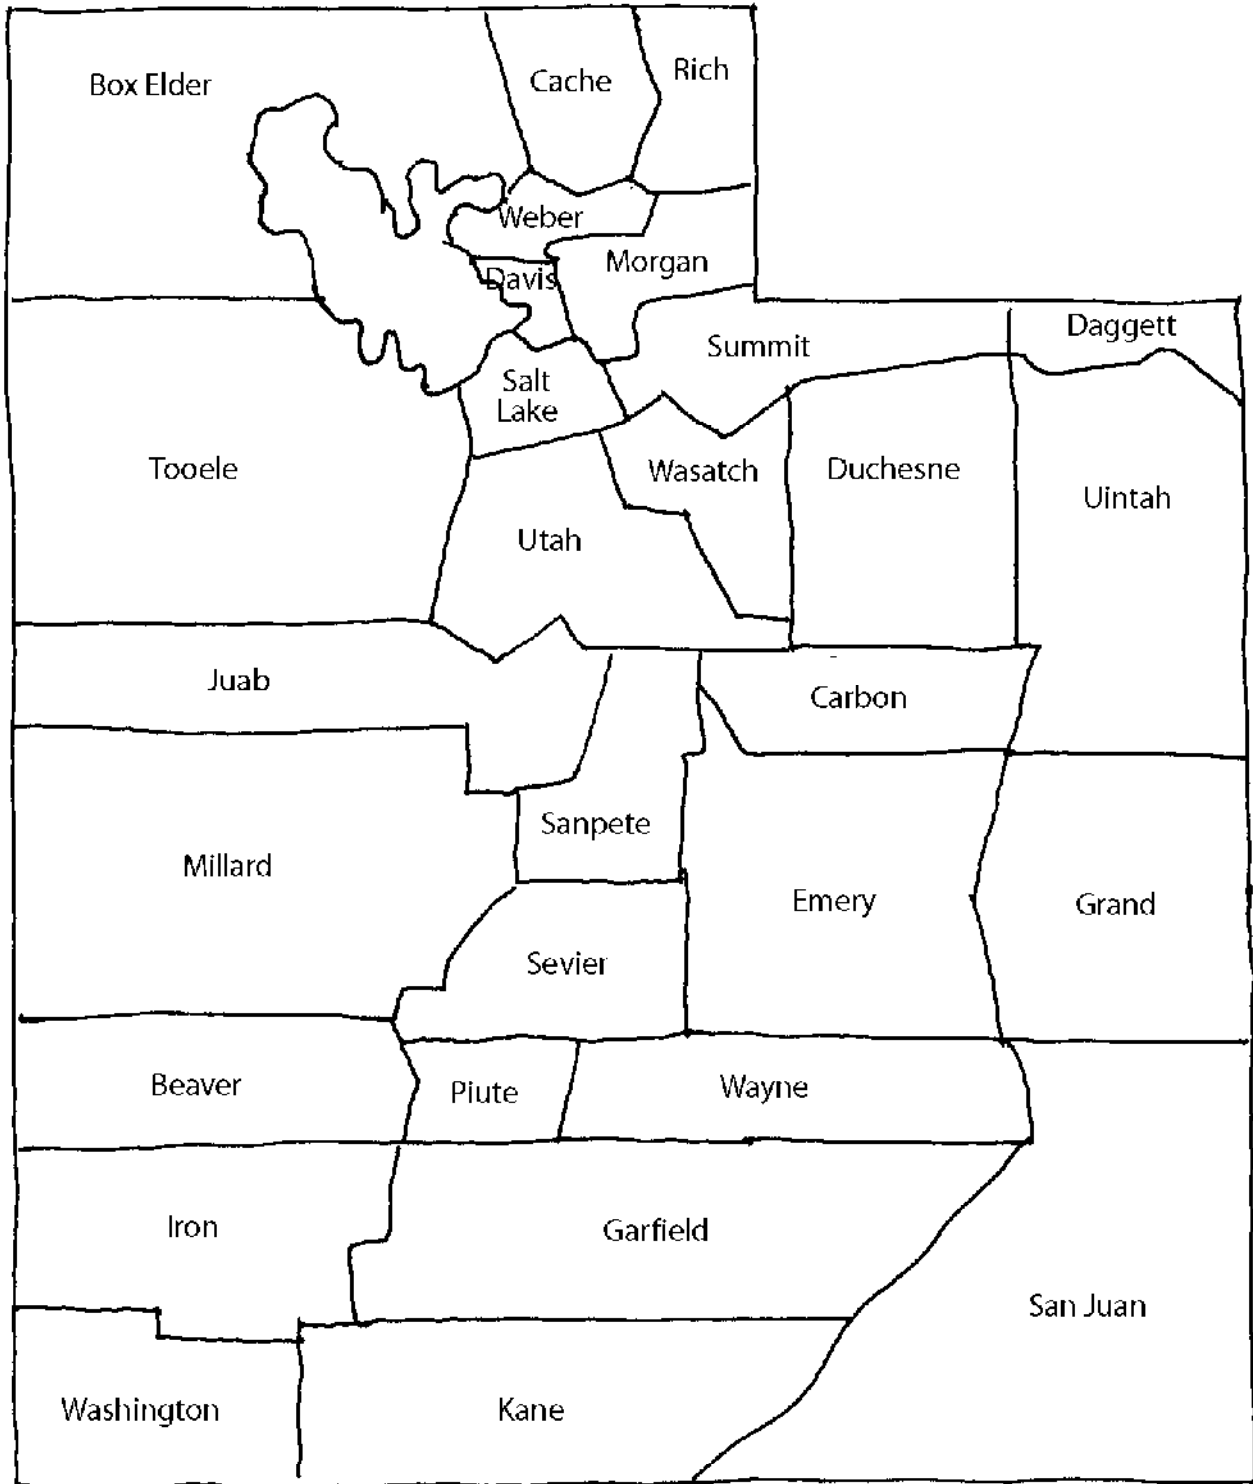 Box Elder
Cache
Rich
Weber
Davis
Morgan
Summit
Daggett
Salt
Lake
Tooele
Wasatch
Duchesne
Uintah
Utah
Juab
Carbon
Sanpete
Millard
Emery
Grand
Sevier
Beaver
Piute
Wayne
Iron
Garfield
San Juan
Washington
Kane